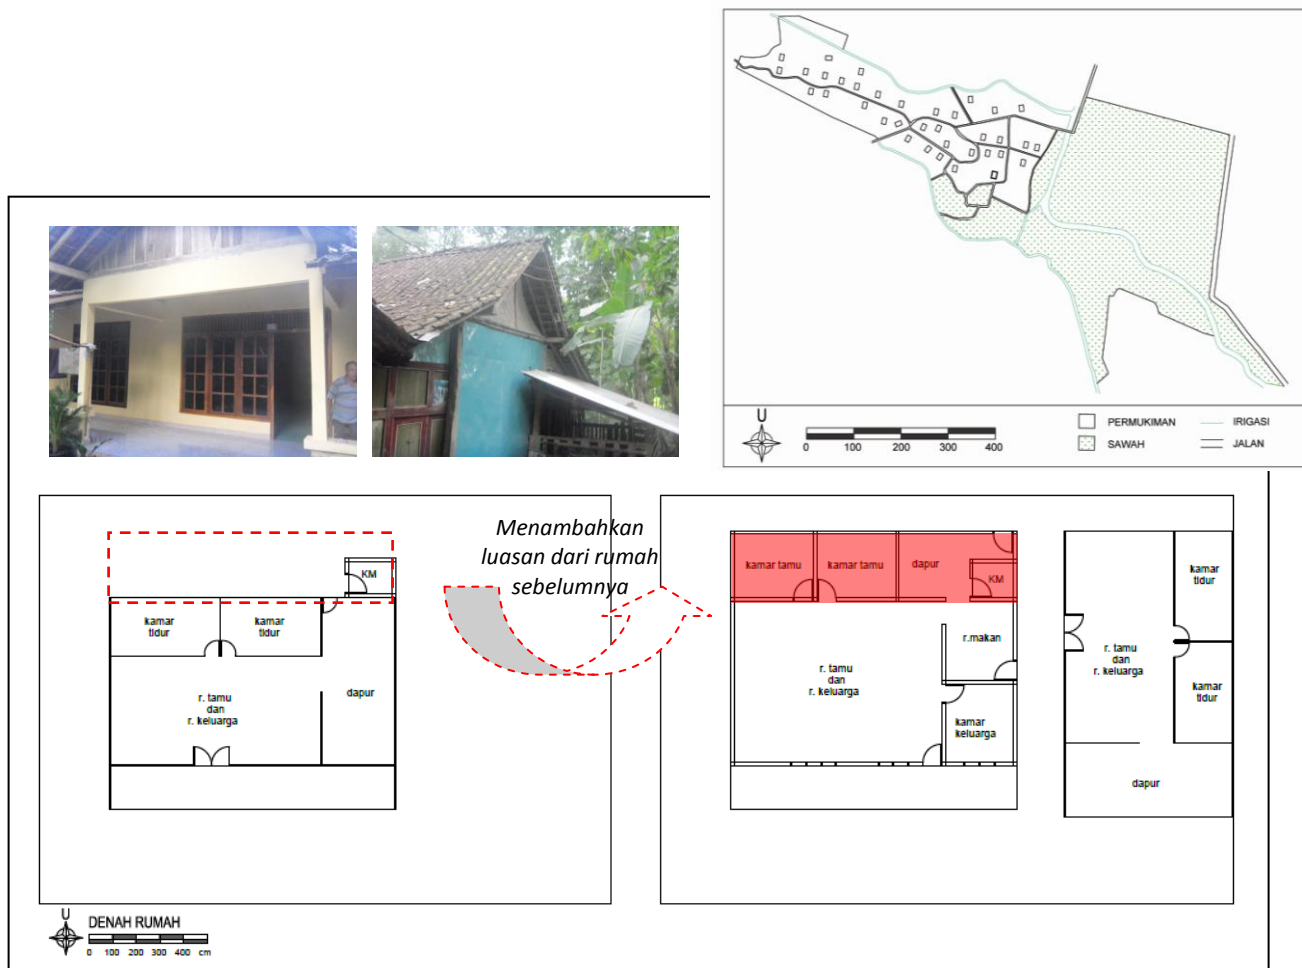 U
0
100
200
300
400
PERMUKIMAN
IRIGASI
SAWAH
JALAN
Menambahkan
luasan dari rumah
sebelumnya
KM
kamar
tidur
kamar
tidur
r. tamu
dan
r. keluarga
dapur
kamar tamu
kamar tamu
dapur
KM
r.makan
r. tamu
dan
r. keluarga
kamar
keluarga
kamar
tidur
r. tamu
dan
r. keluarga
kamar
tidur
dapur
U
DENAH RUMAH
0 100 200 300 400 cm